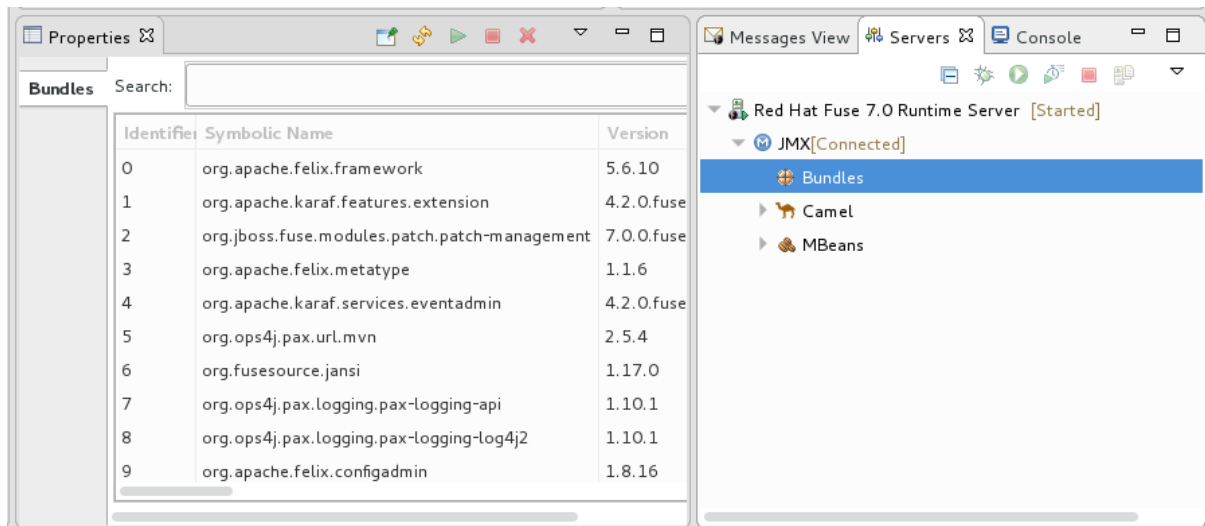 Properties
Bundles
Search:
Identifier Symbolic Name Version
0 org.apache.felix.framework 5.6.10
1 org.apache.karaf.features.extension 4.2.0.fuse
2 org.jboss.fuse.modules.patch.patch-management 7.0.0.fuse
3 org.apache.felix.metatype 1.1.6
4 org.apache.karaf.services.eventadmin 4.2.0.fuse
5 org.ops4j.pax.url.mvn 2.5.4
6 org.fusesource.jansi 1.17.0
7 org.ops4j.pax.logging.pax-logging-api 1.10.1
8 org.ops4j.pax.logging.pax-logging-log4j2 1.10.1
9 org.apache.felix.configadmin 1.8.16
Messages View Servers Console
Red Hat Fuse 7.0 Runtime Server [Started]
JMX[Connected]
Bundles
Camel
MBeans